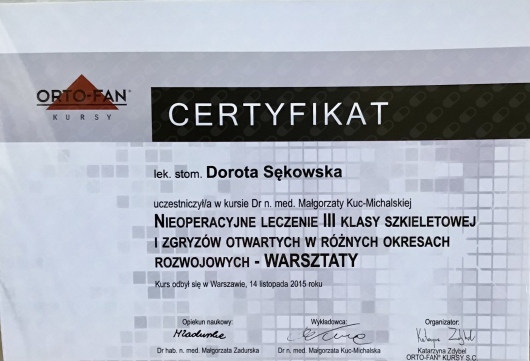 ORTO-FAN®
KURSY
CERTYFIKAT
lek. stom. Dorota Sękowska
uczestniczył/a w kursie Dr n. med. Małgorzaty Kuc-Michalskiej
NIEOPERACYJNE LECZENIE III KLASY SZKIELETOWEJ
I ZGRYZÓW OTWARTYCH W RÓŻNYCH OKRESACH
ROZWOJOWYCH - WARSZTATY
Kurs odbył się w Warszawie, 14 listopada 2015 roku
Opiekun naukowy: Wykładowca: Organizator:
Dr hab. n. med. Małgorzata Zadurska Dr n. med. Małgorzata Kuc-Michalska Katarzyna Zdybel
ORTO-FAN' KURSY S.C.